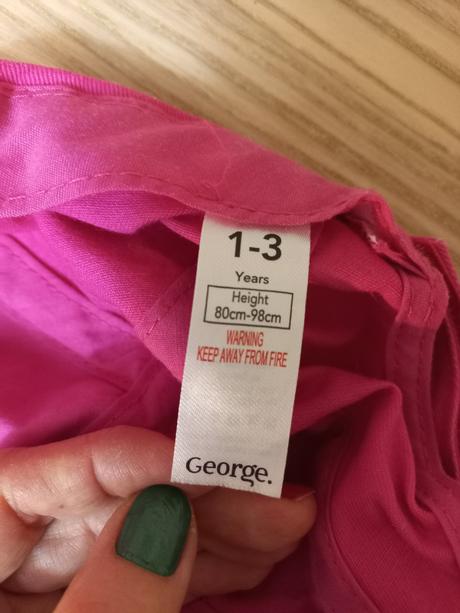 1-3
Years
Height
80cm-98cm
WARNING
KEEP AWAY FROM FIRE
George.